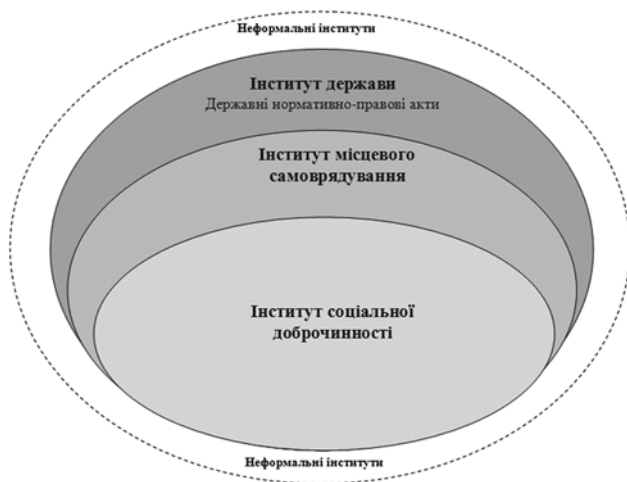 Неформальні інститути
Інститут держави
Державні нормативно-правові акти
Інститут місцевого
самоврядування
Інститут соціальної
доброчинності
Неформальні інститути